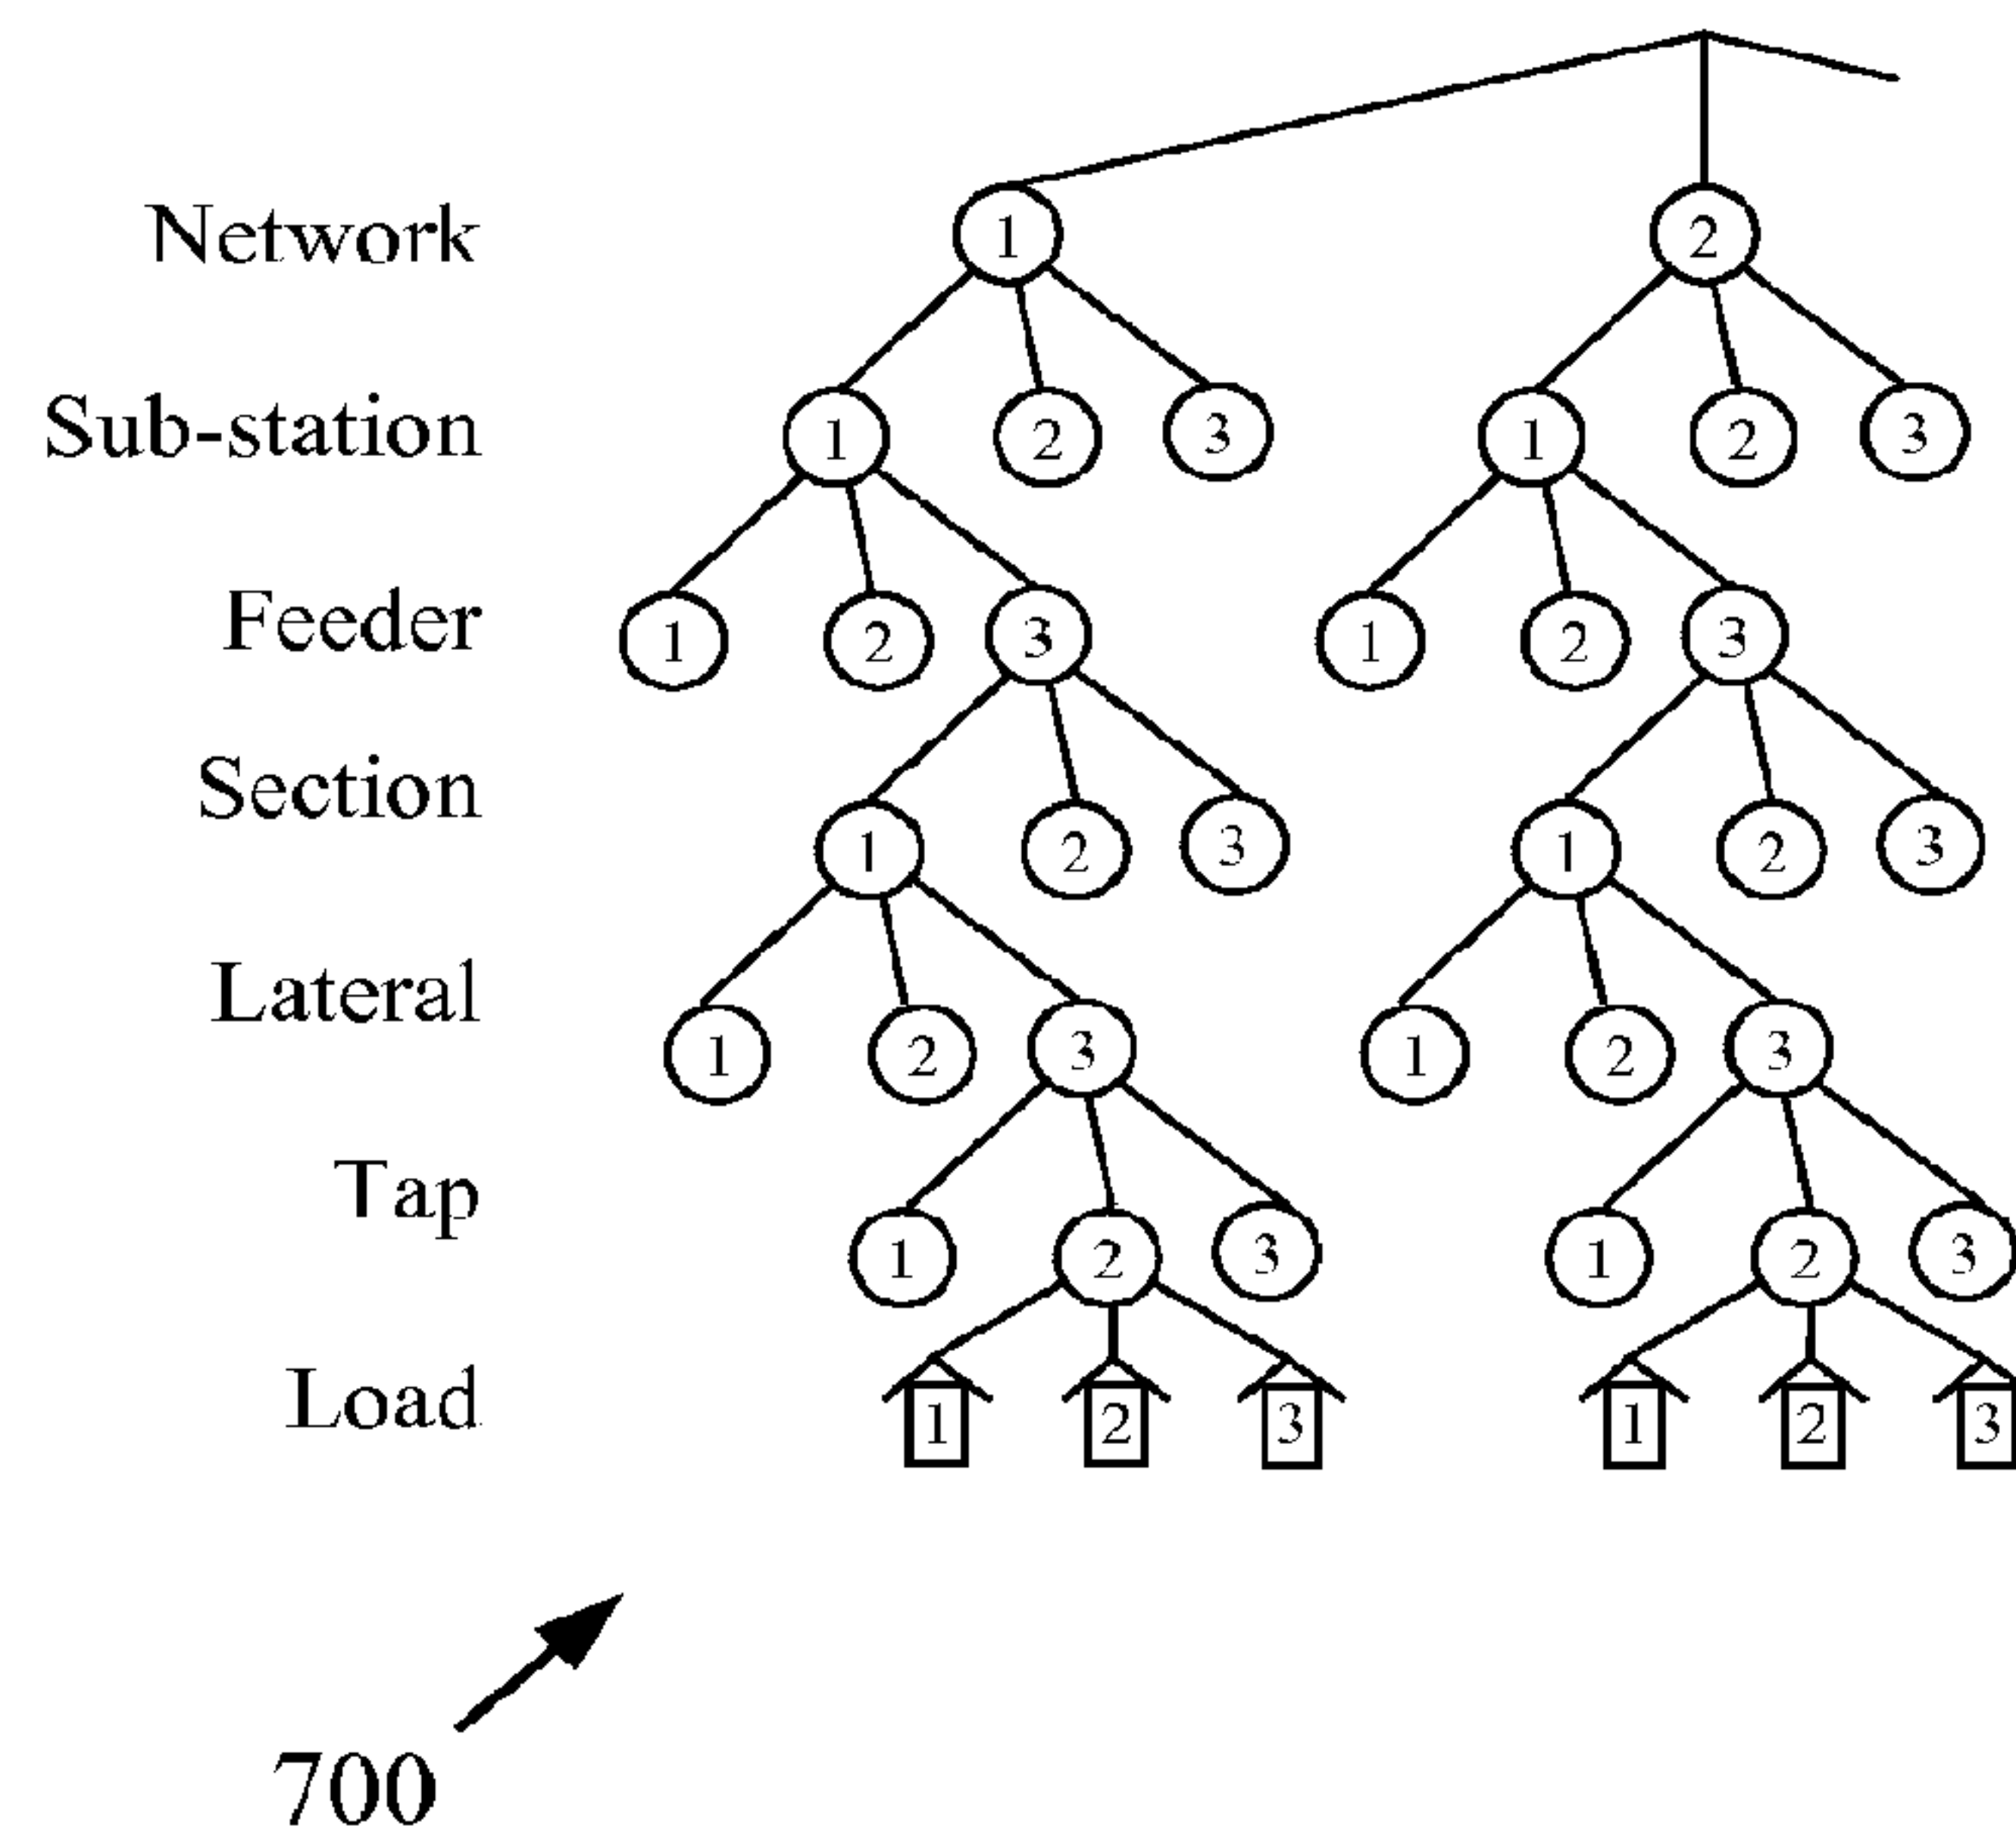 Network 1 2
Sub-station 1 2 3 1 2 3
Feeder 1 2 3 1 2 3
Section 1 2 3 1 2 3
Lateral 1 2 3 1 2 3
Tap 1 2 3 1 2 3
Load 1 2 3 1 2 3
700